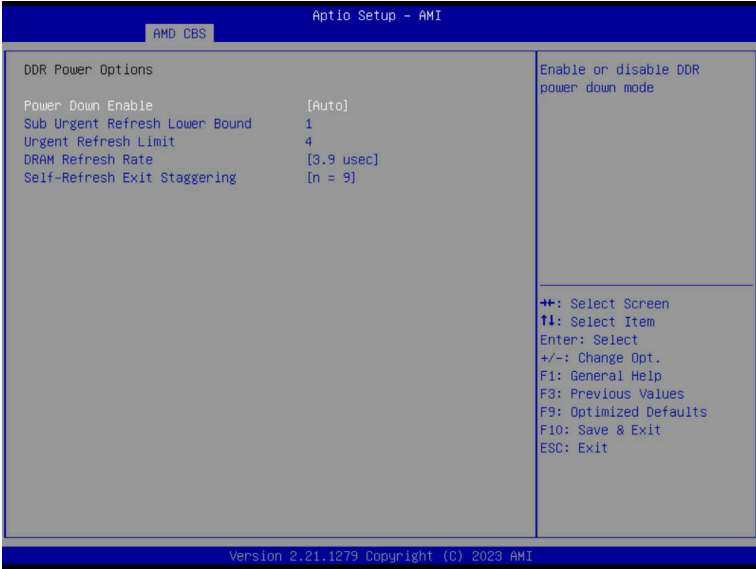 Aptio Setup – AMI
AMD CBS
DDR Power Options
Power Down Enable [Auto]
Sub Urgent Refresh Lower Bound 1
Urgent Refresh Limit 4
DRAM Refresh Rate [3.9 usec]
Self-Refresh Exit Staggering [n = 9]
Enable or disable DDR
power down mode
→←: Select Screen
↑↓: Select Item
Enter: Select
+/-: Change Opt.
F1: General Help
F3: Previous Values
F9: Optimized Defaults
F10: Save & Exit
ESC: Exit
Version 2.21.1279 Copyright (C) 2023 AMI